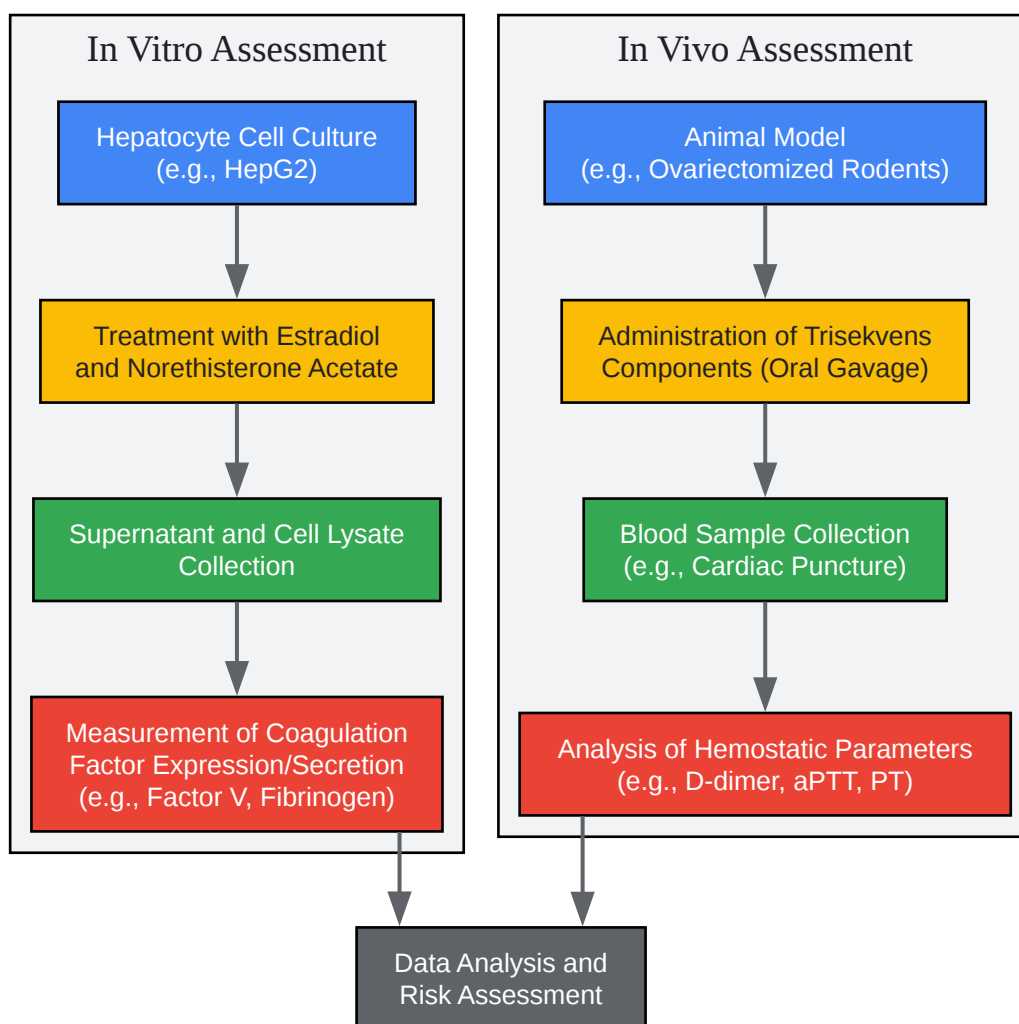 In Vitro Assessment
Hepatocyte Cell Culture
(e.g., HepG2)
Treatment with Estradiol
and Norethisterone Acetate
Supernatant and Cell Lysate
Collection
Measurement of Coagulation
Factor Expression/Secretion
(e.g., Factor V, Fibrinogen)
In Vivo Assessment
Animal Model
(e.g., Ovariectomized Rodents)
Administration of Trisekvens
Components (Oral Gavage)
Blood Sample Collection
(e.g., Cardiac Puncture)
Analysis of Hemostatic Parameters
(e.g., D-dimer, aPTT, PT)
Data Analysis and
Risk Assessment